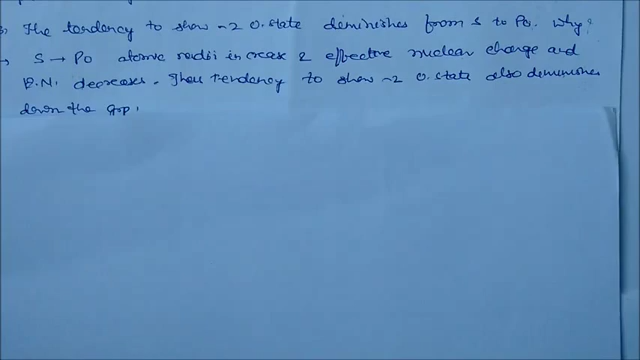 The tendency to show -2 O.state diminishes from S to Po. Why?
→ S → Po atomic radii increase & effective nuclear charge and
E.N. decreases. Thus tendency to show -2 O.state also diminishes
down the grp.